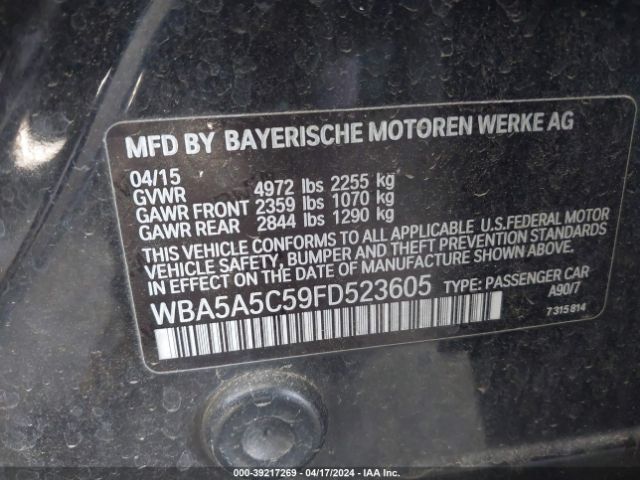 MFD BY BAYERISCHE MOTOREN WERKE AG
04/15
GVWR 4972 lbs 2255 kg
GAWR FRONT 2359 lbs 1070 kg
GAWR REAR 2844 lbs 1290 kg
THIS VEHICLE CONFORMS TO ALL APPLICABLE U.S.FEDERAL MOTOR
VEHICLE SAFETY, BUMPER AND THEFT PREVENTION STANDARDS
IN EFFECT ON THE DATE OF MANUFACTURE SHOWN ABOVE.
WBA5A5C59FD523605 TYPE: PASSENGER CAR
A90/7
7315814
000-39217269 - 04/17/2024 - IAA Inc.